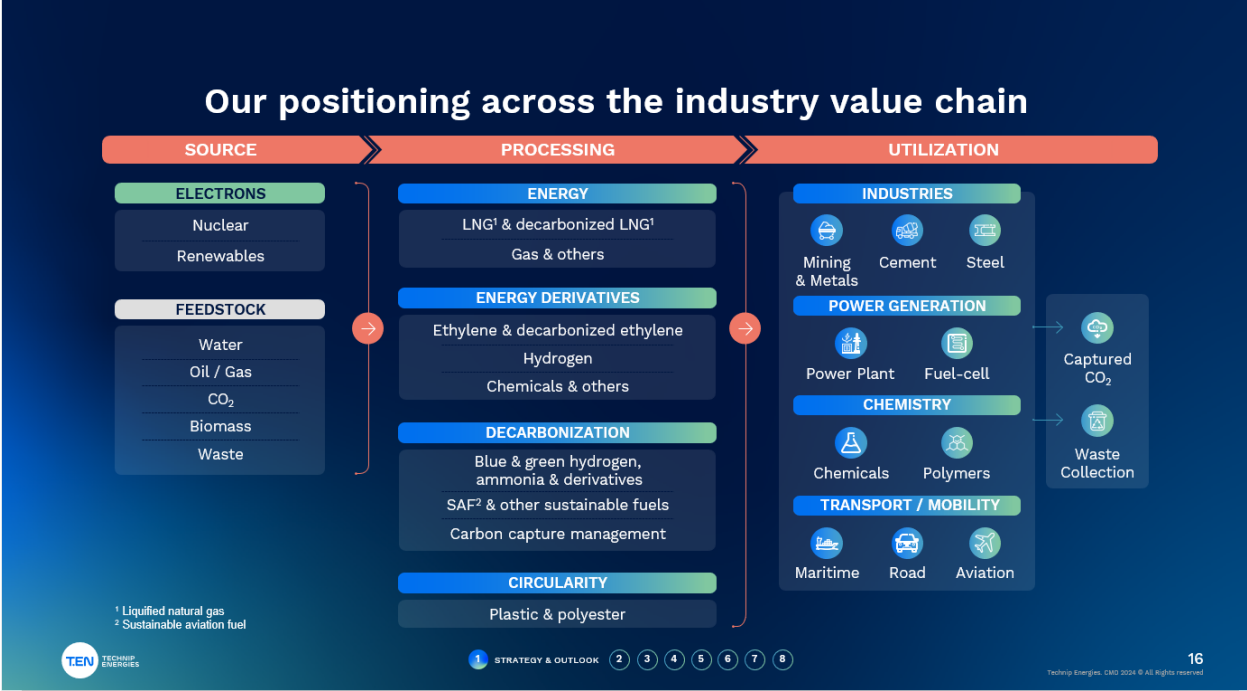 Our positioning across the industry value chain
SOURCE
PROCESSING
UTILIZATION
ELECTRONS
Nuclear
Renewables
FEEDSTOCK
Water
Oil / Gas
CO₂
Biomass
Waste
ENERGY
LNG¹ & decarbonized LNG¹
Gas & others
ENERGY DERIVATIVES
Ethylene & decarbonized ethylene
Hydrogen
Chemicals & others
DECARBONIZATION
Blue & green hydrogen,
ammonia & derivatives
SAF² & other sustainable fuels
Carbon capture management
CIRCULARITY
Plastic & polyester
INDUSTRIES
Mining
& Metals
Cement
Steel
POWER GENERATION
Power Plant
Fuel-cell
CHEMISTRY
Chemicals
Polymers
TRANSPORT / MOBILITY
Maritime
Road
Aviation
Captured
CO₂
Waste
Collection
¹ Liquified natural gas
² Sustainable aviation fuel
T.EN
TECHNIP
ENERGIES
1 STRATEGY & OUTLOOK 2 3 4 5 6 7 8
16
Technip Energies. CMD 2024 © All Rights reserved